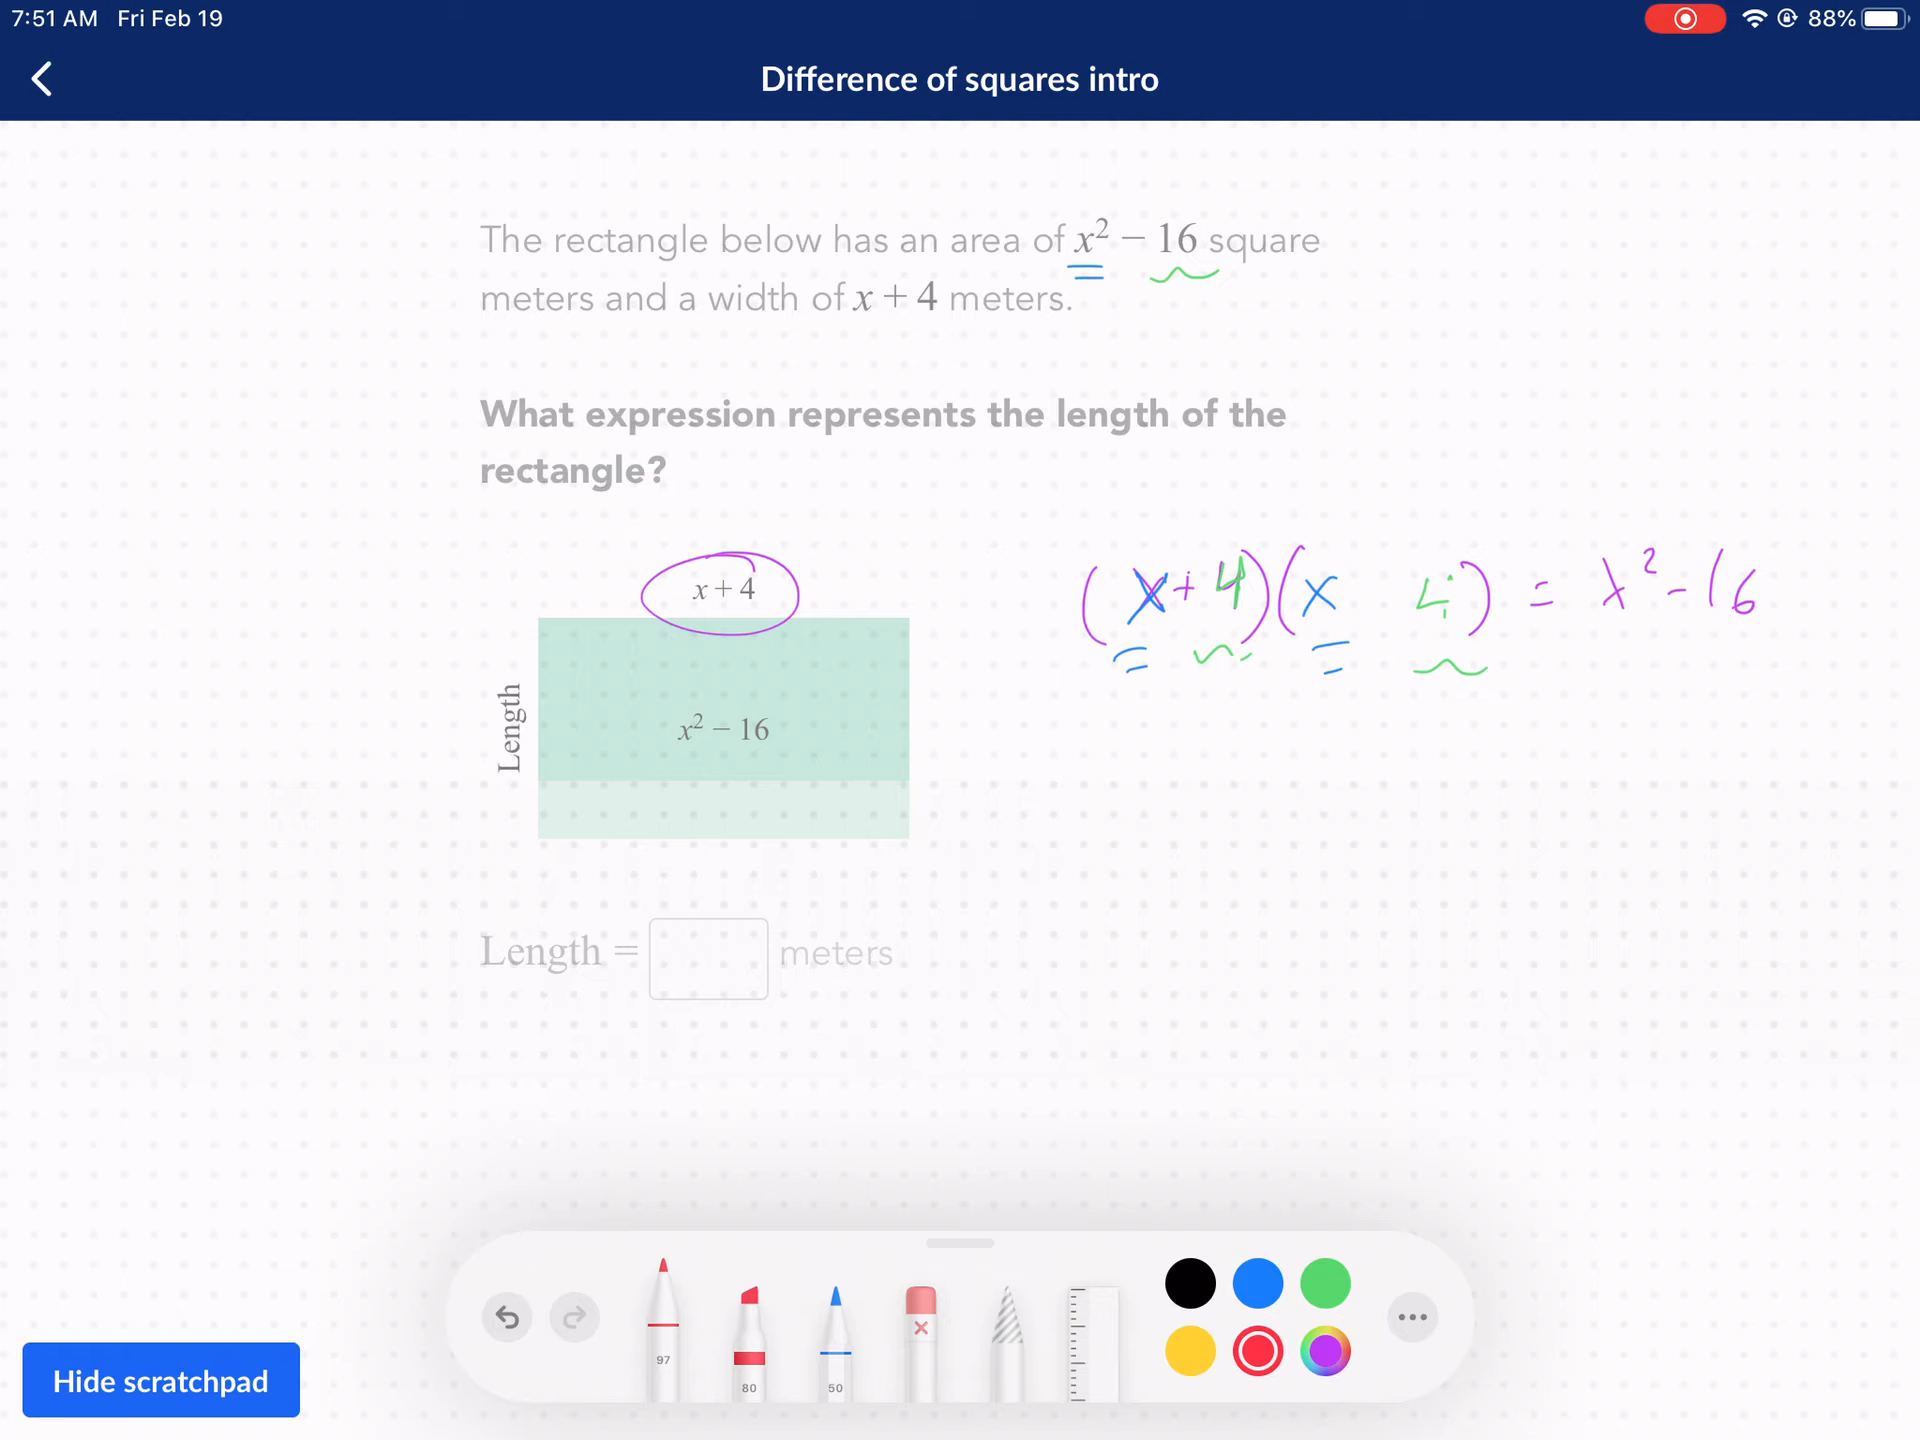 7:51 AM Fri Feb 19
88%
Difference of squares intro
The rectangle below has an area of x² − 16 square
meters and a width of x + 4 meters.
What expression represents the length of the
rectangle?
x + 4
(x+4)(x 4) = x² - 16
Length
x² − 16
Length = meters
97
80
50
Hide scratchpad